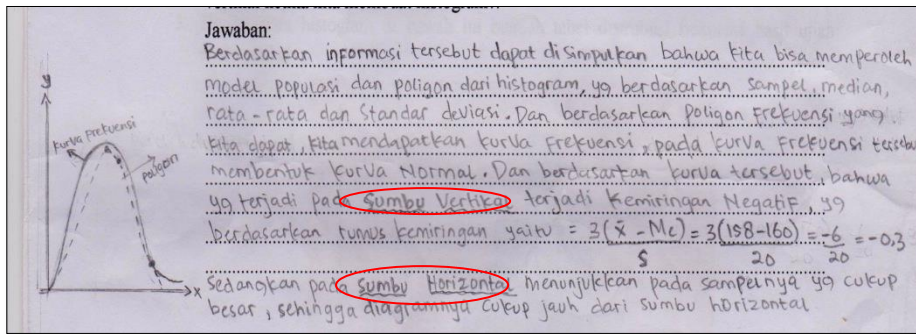 Jawaban:
Berdasarkan informasi tersebut dapat disimpulkan bahwa kita bisa memperoleh
model populasi dan poligon dari histogram, yg berdasarkan sampel, median,
rata-rata dan standar deviasi. Dan berdasarkan Poligon Frekuensi yang
kita dapat, kita mendapatkan kurva Frekuensi, pada kurva Frekuensi tersebu
membentuk kurva Normal. Dan berdasarkan kurva tersebut, bahwa
yg terjadi pada Sumbu Vertikal terjadi Kemiringan Negatif, yg
berdasarkan rumus kemiringan yaitu = 3(x̄ - Me)/S = 3(158-160)/20 = -6/20 = -0,3
Sedangkan pada Sumbu Horizontal menunjukkan pada sampelnya yg cukup
besar, sehingga diagramnya cukup jauh dari sumbu horizontal
y
kurva Frekuensi
poligon
x